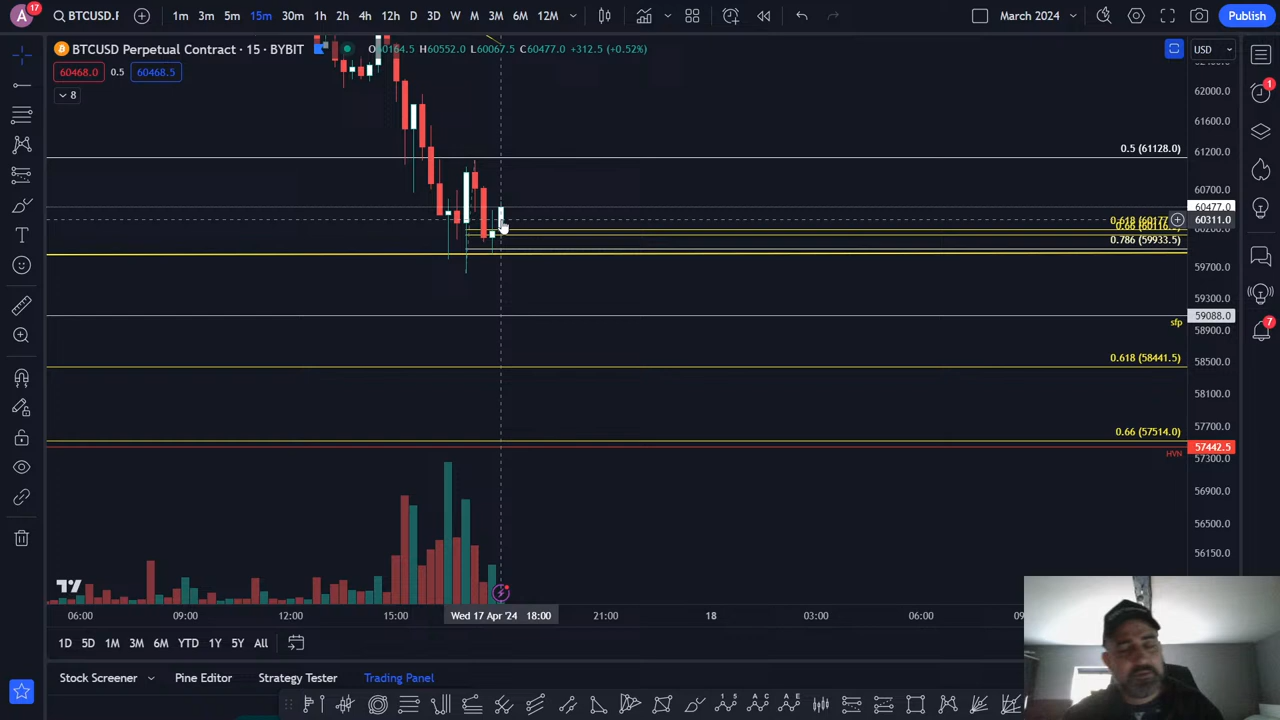 A 17 BTCUSD.F 1m 3m 5m 15m 30m 1h 2h 4h 12h D 3D W M 3M 6M 12M March 2024 Publish
BTCUSD Perpetual Contract · 15 · BYBIT O60164.5 H60552.0 L60067.5 C60477.0 +312.5 (+0.52%) USD
60468.0 0.5 60468.5
8
62000.0
61600.0
0.5 (61128.0) 61200.0
60700.0
60477.0
0.618 (60177 60311.0
0.66 (60116.5)
0.786 (59933.5)
59700.0
59300.0
59088.0
sfp 58900.0
0.618 (58441.5) 58500.0
58100.0
0.66 (57514.0) 57700.0
57442.5
HVN 57300.0
56900.0
56500.0
56150.0
06:00 09:00 12:00 15:00 Wed 17 Apr '24 18:00 21:00 18 03:00 06:00
1D 5D 1M 3M 6M YTD 1Y 5Y All
Stock Screener Pine Editor Strategy Tester Trading Panel